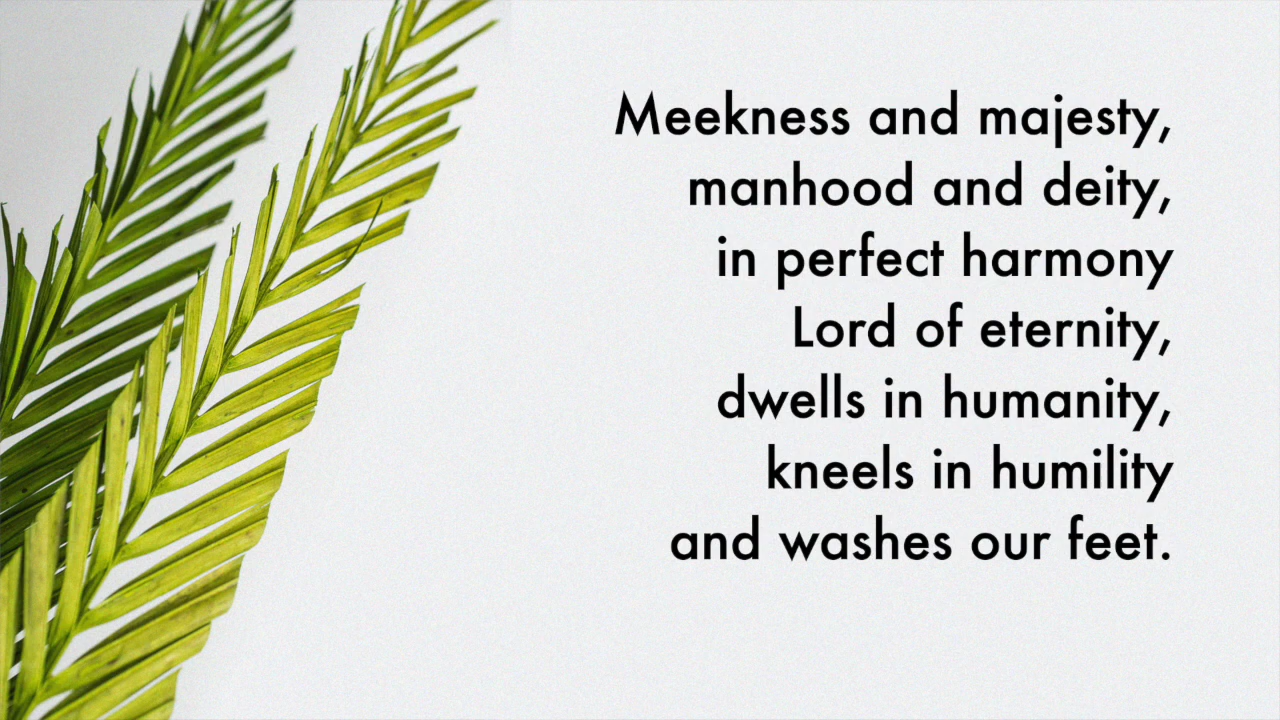 Meekness and majesty,
manhood and deity,
in perfect harmony
Lord of eternity,
dwells in humanity,
kneels in humility
and washes our feet.